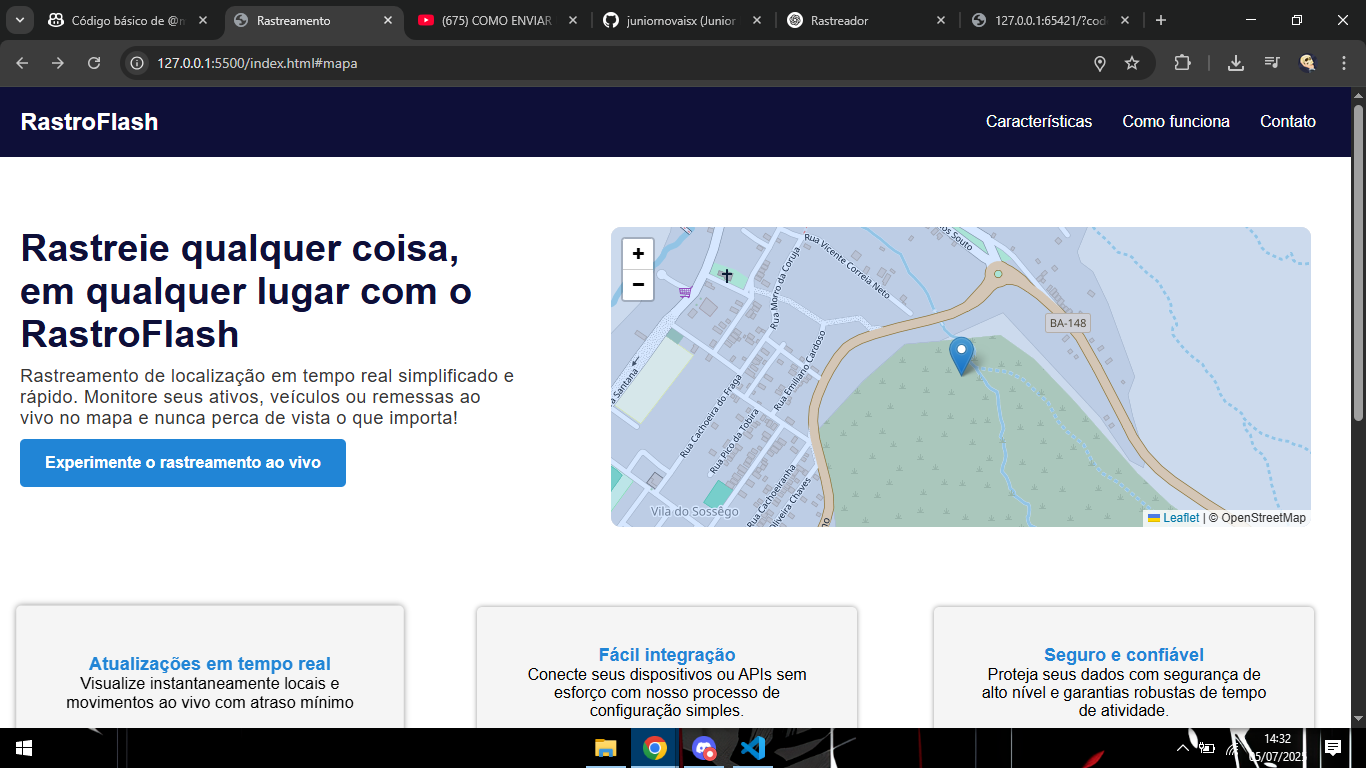 Código básico de @n
Rastreamento
(675) COMO ENVIAR
juniornovaisx (Junior
Rastreador
127.0.0.1:65421/?cod
127.0.0.1:5500/index.html#mapa
RastroFlash
Características
Como funciona
Contato
Rastreie qualquer coisa,
em qualquer lugar com o
RastroFlash
Rastreamento de localização em tempo real simplificado e
rápido. Monitore seus ativos, veículos ou remessas ao
vivo no mapa e nunca perca de vista o que importa!
Experimente o rastreamento ao vivo
+
−
Rua Morro da Coruja
Rua Vicente Correia Neto
os Souto
BA-148
Santana
Rua Emiliano Cardoso
Rua Cachoeira do Fraga
Rua Pico da Tobira
Rua Cachoeiranha
Oliveira Chaves
Vila do Sossêgo
Leaflet | © OpenStreetMap
Atualizações em tempo real
Visualize instantaneamente locais e
movimentos ao vivo com atraso mínimo
Fácil integração
Conecte seus dispositivos ou APIs sem
esforço com nosso processo de
configuração simples.
Seguro e confiável
Proteja seus dados com segurança de
alto nível e garantias robustas de tempo
de atividade.
14:32
05/07/2025